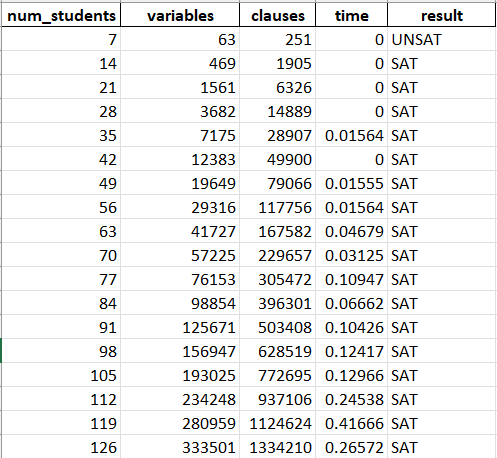 num_students variables clauses time result
7 63 251 0 UNSAT
14 469 1905 0 SAT
21 1561 6326 0 SAT
28 3682 14889 0 SAT
35 7175 28907 0.01564 SAT
42 12383 49900 0 SAT
49 19649 79066 0.01555 SAT
56 29316 117756 0.01564 SAT
63 41727 167582 0.04679 SAT
70 57225 229657 0.03125 SAT
77 76153 305472 0.10947 SAT
84 98854 396301 0.06662 SAT
91 125671 503408 0.10426 SAT
98 156947 628519 0.12417 SAT
105 193025 772695 0.12966 SAT
112 234248 937106 0.24538 SAT
119 280959 1124624 0.41666 SAT
126 333501 1334210 0.26572 SAT